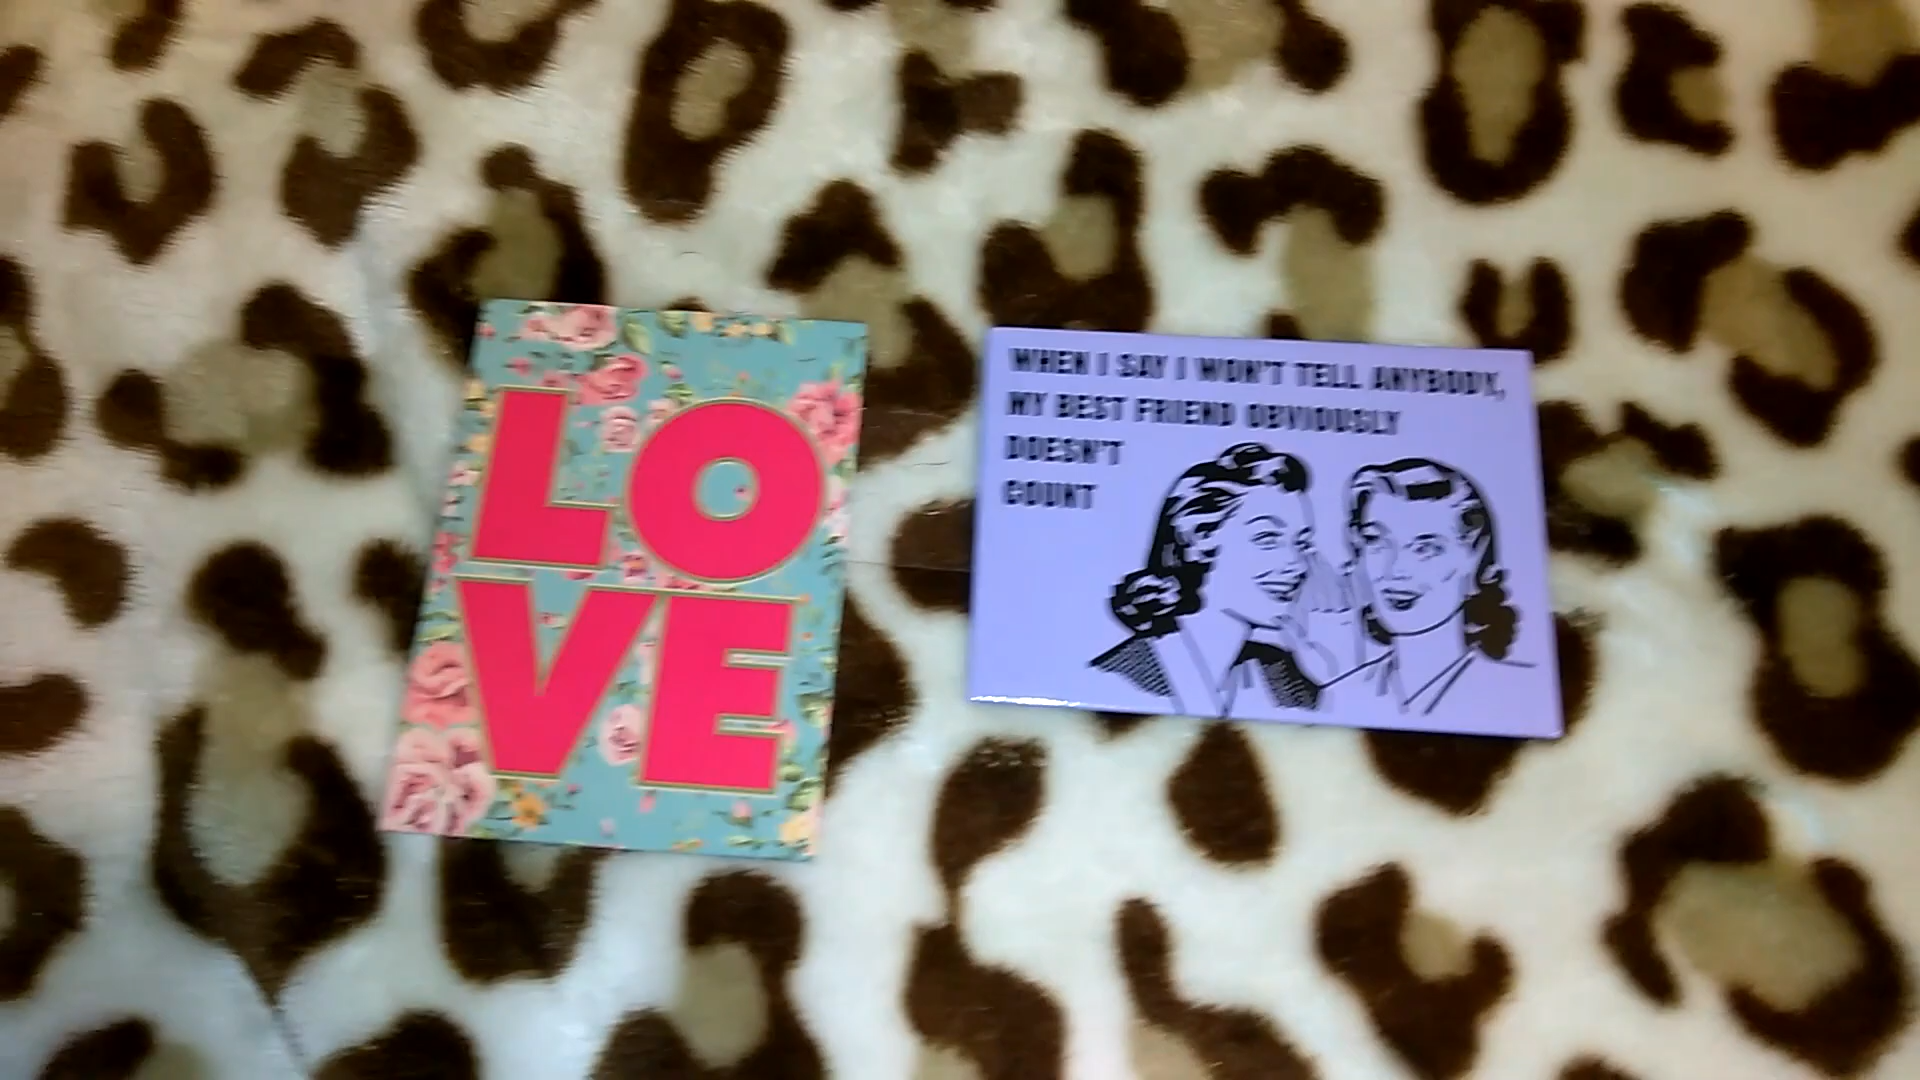 LO
VE
WHEN I SAY I WON'T TELL ANYBODY,
MY BEST FRIEND OBVIOUSLY
DOESN'T
COUNT